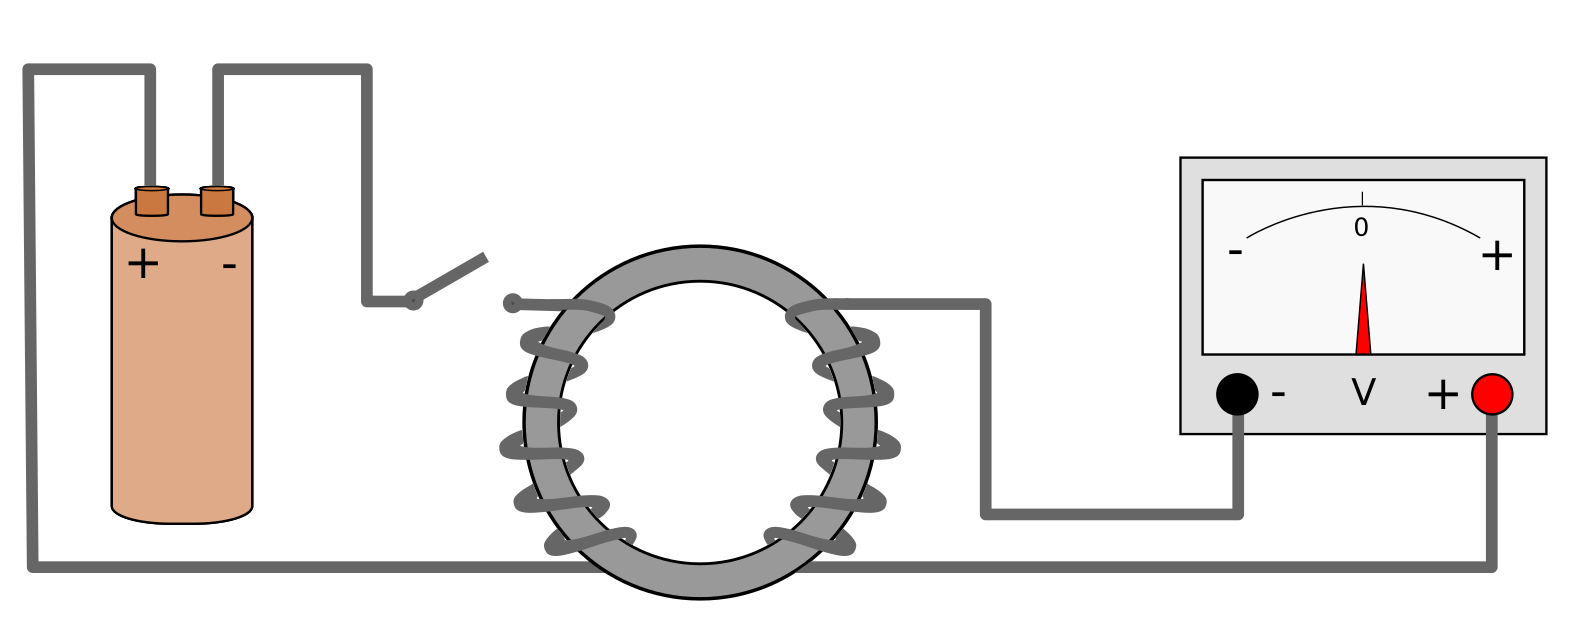 + -
0
- +
- V +